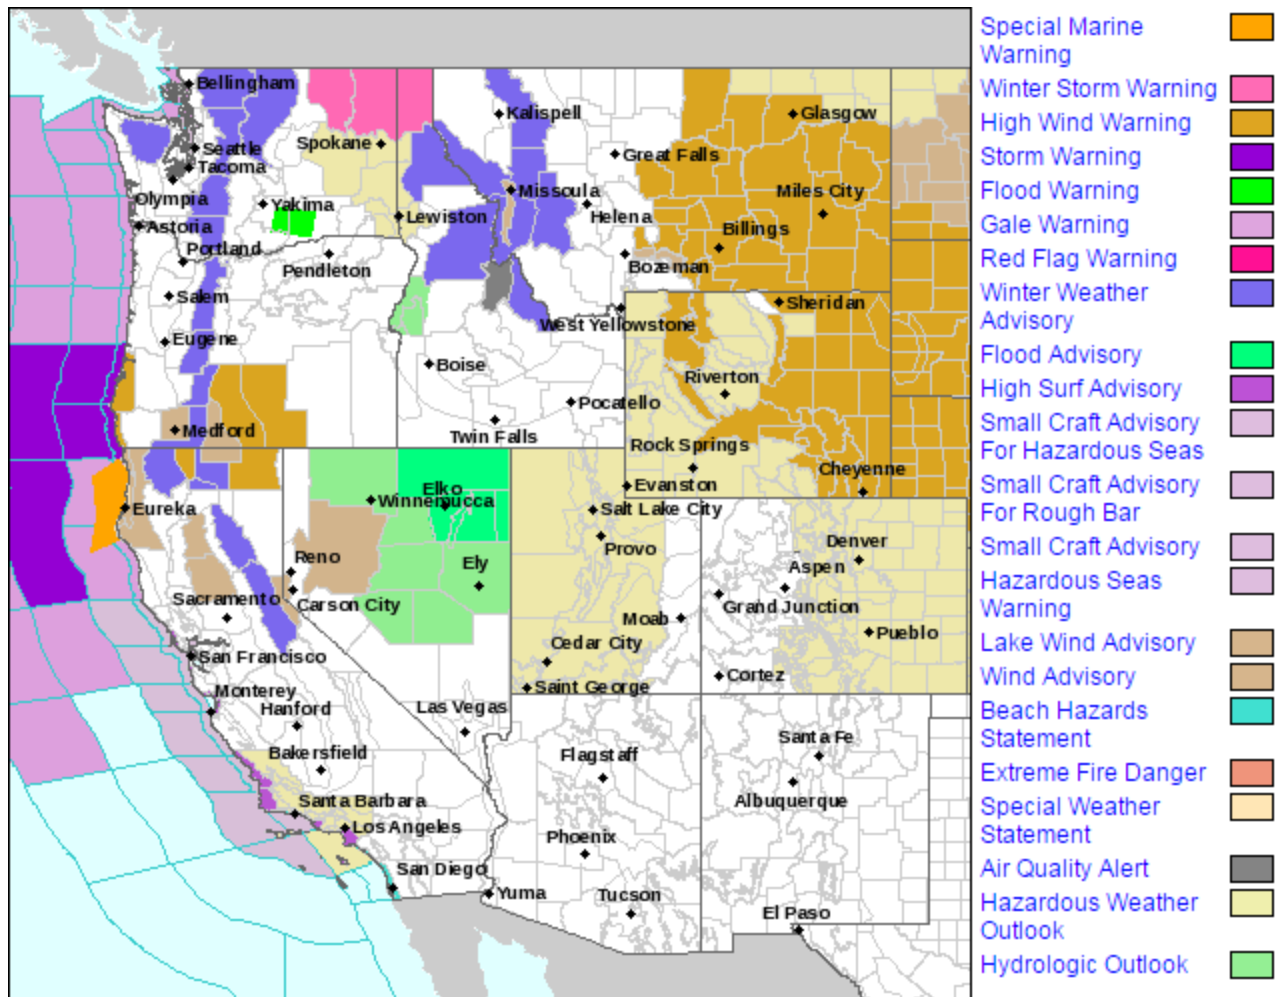 Bellingham
Kalispell
Glasgow
Spokane
Seattle
Great Falls
Tacoma
Missoula
Miles City
Olympia
Yakima
Helena
Lewiston
Astoria
Billings
Portland
Pendleton
Bozeman
Salem
Sheridan
West Yellowstone
Eugene
Boise
Riverton
Pocatello
Medford
Twin Falls
Rock Springs
Cheyenne
Elko
Evanston
Winnemucca
Eureka
Salt Lake City
Provo
Denver
Reno
Ely
Aspen
Sacramento
Carson City
Grand Junction
Moab
Pueblo
Cedar City
San Francisco
Cortez
Saint George
Monterey
Hanford
Las Vegas
Santa Fe
Bakersfield
Flagstaff
Santa Barbara
Albuquerque
Los Angeles
Phoenix
San Diego
Yuma
Tucson
El Paso
Special Marine
Warning
Winter Storm Warning
High Wind Warning
Storm Warning
Flood Warning
Gale Warning
Red Flag Warning
Winter Weather
Advisory
Flood Advisory
High Surf Advisory
Small Craft Advisory
For Hazardous Seas
Small Craft Advisory
For Rough Bar
Small Craft Advisory
Hazardous Seas
Warning
Lake Wind Advisory
Wind Advisory
Beach Hazards
Statement
Extreme Fire Danger
Special Weather
Statement
Air Quality Alert
Hazardous Weather
Outlook
Hydrologic Outlook